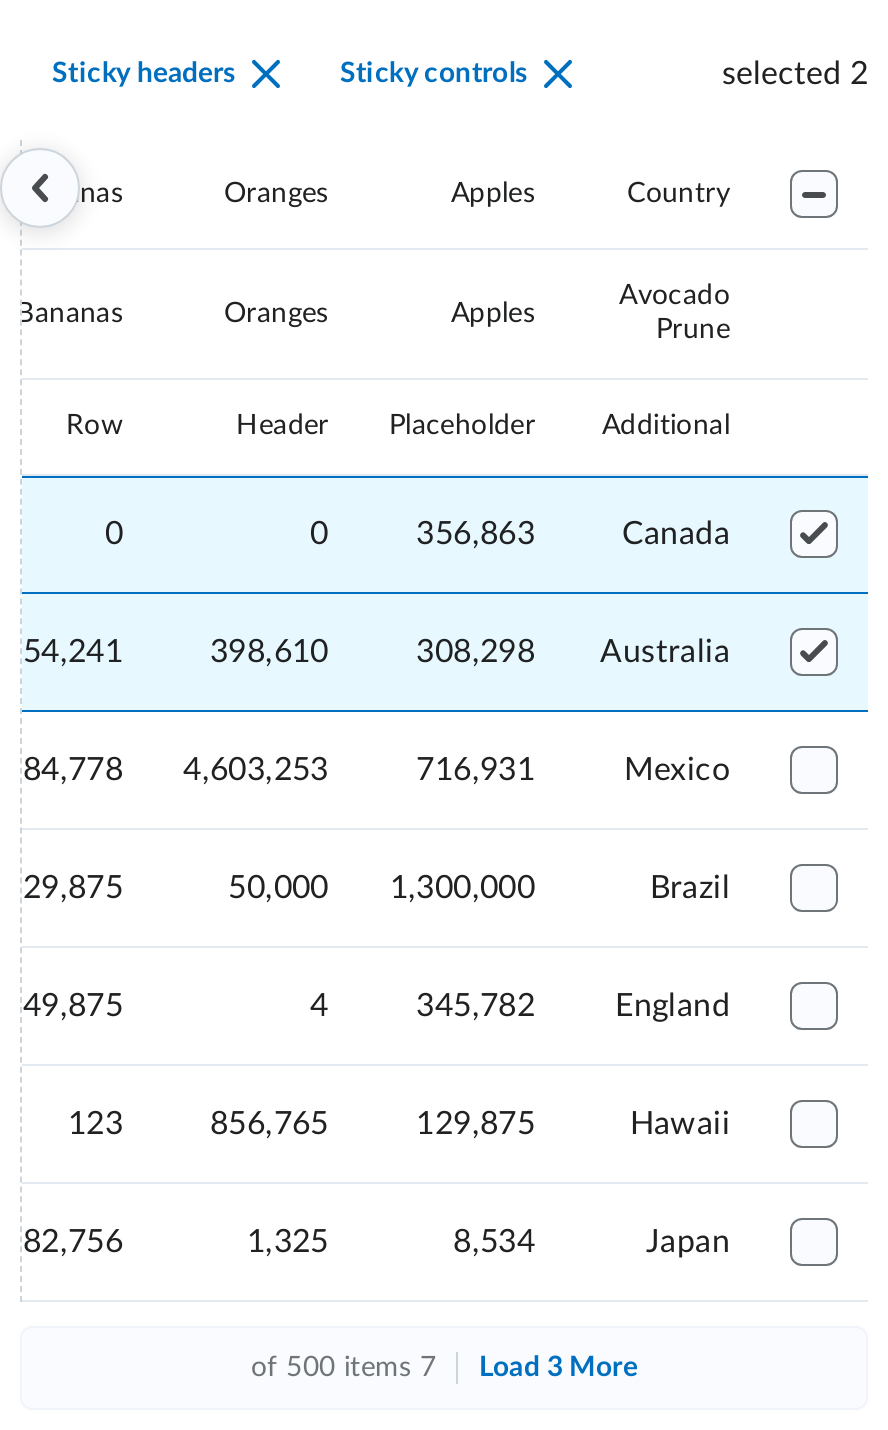 Sticky headers Sticky controls selected 2
nas Oranges Apples Country
Bananas Oranges Apples Avocado
Prune
Row Header Placeholder Additional
0 0 356,863 Canada
54,241 398,610 308,298 Australia
84,778 4,603,253 716,931 Mexico
29,875 50,000 1,300,000 Brazil
49,875 4 345,782 England
123 856,765 129,875 Hawaii
82,756 1,325 8,534 Japan
of 500 items 7 Load 3 More